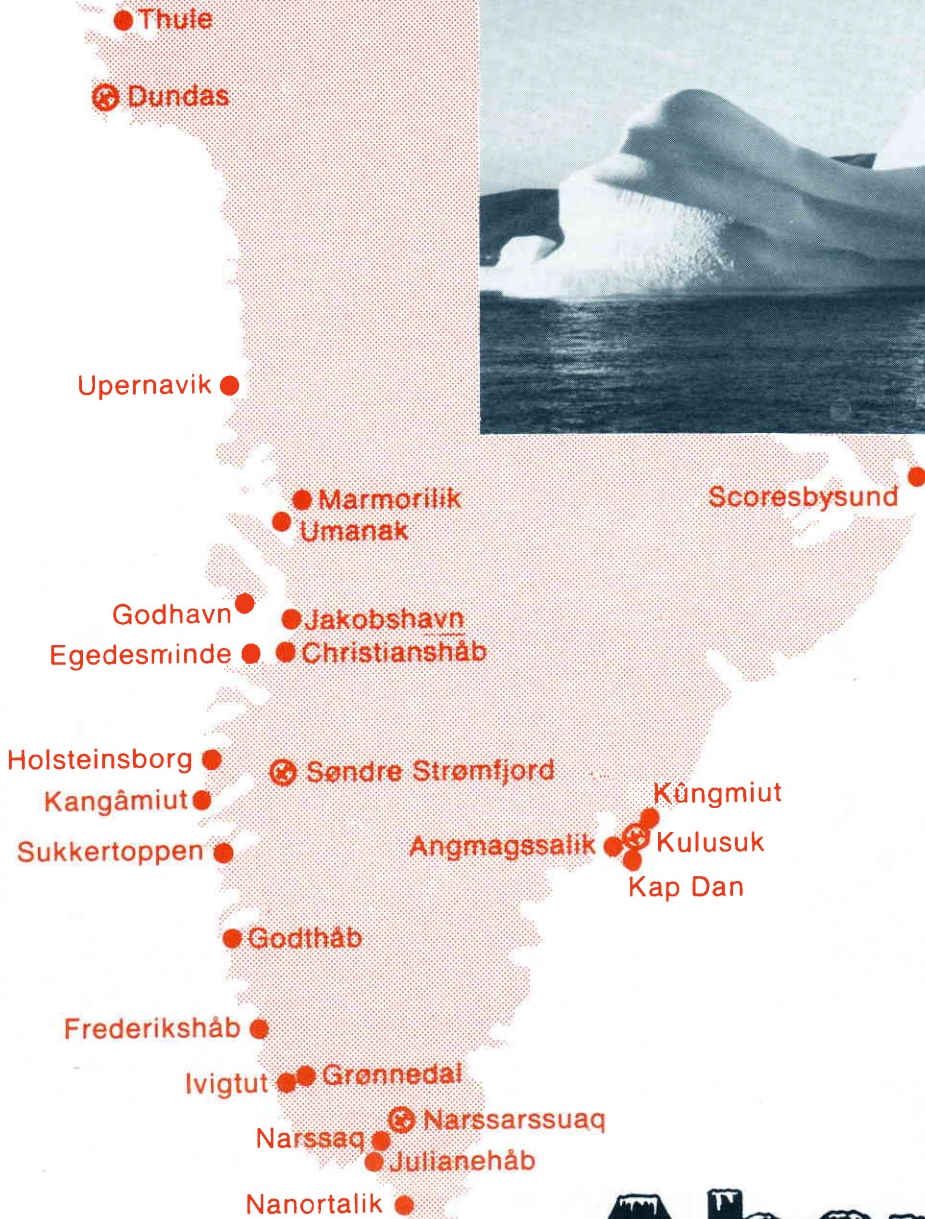 Thule
Dundas
Upernavik
Marmorilik
Umanak
Scoresbysund
Godhavn
Jakobshavn
Egedesminde
Christianshåb
Holsteinsborg
Søndre Strømfjord
Kangâmiut
Kûngmiut
Sukkertoppen
Angmagssalik
Kulusuk
Kap Dan
Godthåb
Frederikshåb
Ivigtut
Grønnedal
Narssarssuaq
Narssaq
Julianehåb
Nanortalik